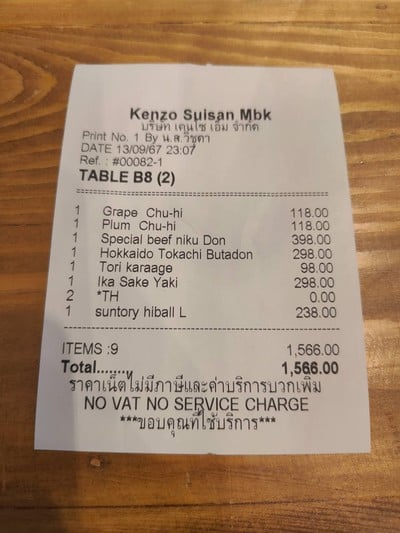 Kenzo Suisan Mbk
บริษัท เคนโซ เอ็ม จำกัด
Print No. 1 By น.ส.วิชุดา
DATE 13/09/67 23:07
Ref. : #00082-1
TABLE B8 (2)
1 Grape Chu-hi 118.00
1 Plum Chu-hi 118.00
1 Special beef niku Don 398.00
1 Hokkaido Tokachi Butadon 298.00
1 Tori karaage 98.00
1 Ika Sake Yaki 298.00
2 *TH 0.00
1 suntory hiball L 238.00
ITEMS :9 1,566.00
Total....... 1,566.00
ราคาเน็ตไม่มีภาษีและค่าบริการบวกเพิ่ม
NO VAT NO SERVICE CHARGE
***ขอบคุณที่ใช้บริการ***